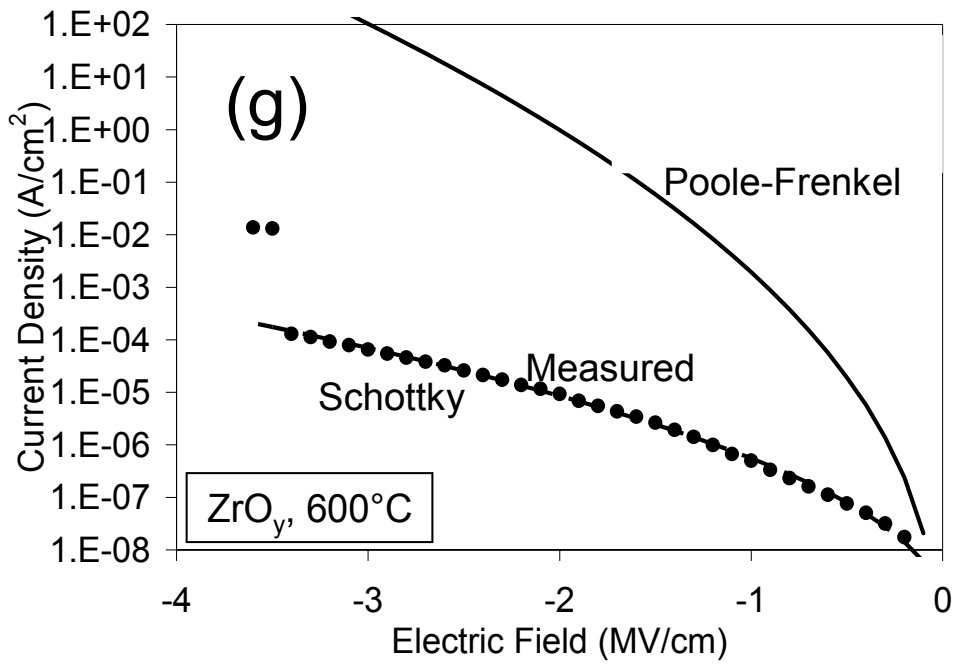 1.E+02
1.E+01
1.E+00
1.E-01
1.E-02
1.E-03
1.E-04
1.E-05
1.E-06
1.E-07
1.E-08
Current Density (A/cm²)
(g)
Poole-Frenkel
Measured
Schottky
ZrOy, 600°C
-4 -3 -2 -1 0
Electric Field (MV/cm)